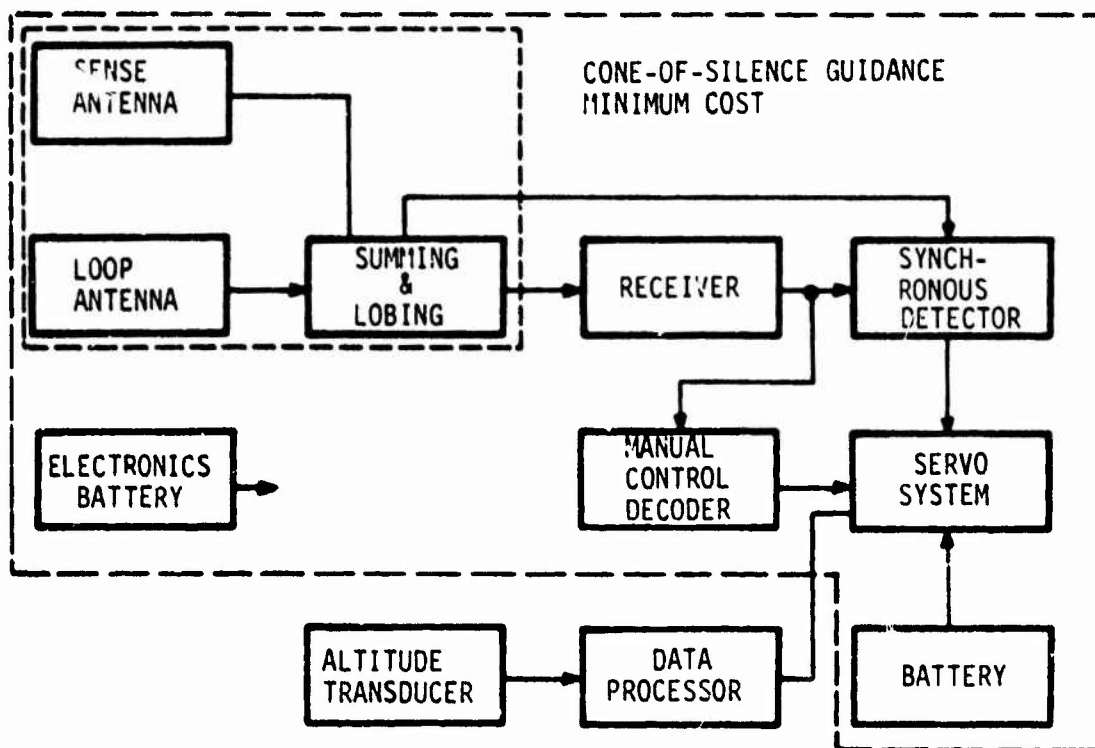 SENSE
ANTENNA
CONE-OF-SILENCE GUIDANCE
MINIMUM COST
LOOP
ANTENNA
SUMMING
&
LOBING
RECEIVER
SYNCH-
RONOUS
DETECTOR
ELECTRONICS
BATTERY
MANUAL
CONTROL
DECODER
SERVO
SYSTEM
ALTITUDE
TRANSDUCER
DATA
PROCESSOR
BATTERY